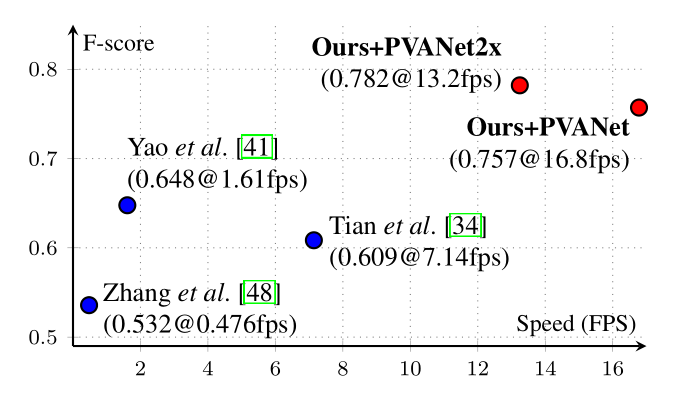 F-score
Ours+PVANet2x
(0.782@13.2fps)
0.8
Ours+PVANet
(0.757@16.8fps)
Yao et al. [41]
(0.648@1.61fps)
0.7
Tian et al. [34]
(0.609@7.14fps)
0.6
Zhang et al. [48]
(0.532@0.476fps)
Speed (FPS)
0.5
2 4 6 8 10 12 14 16